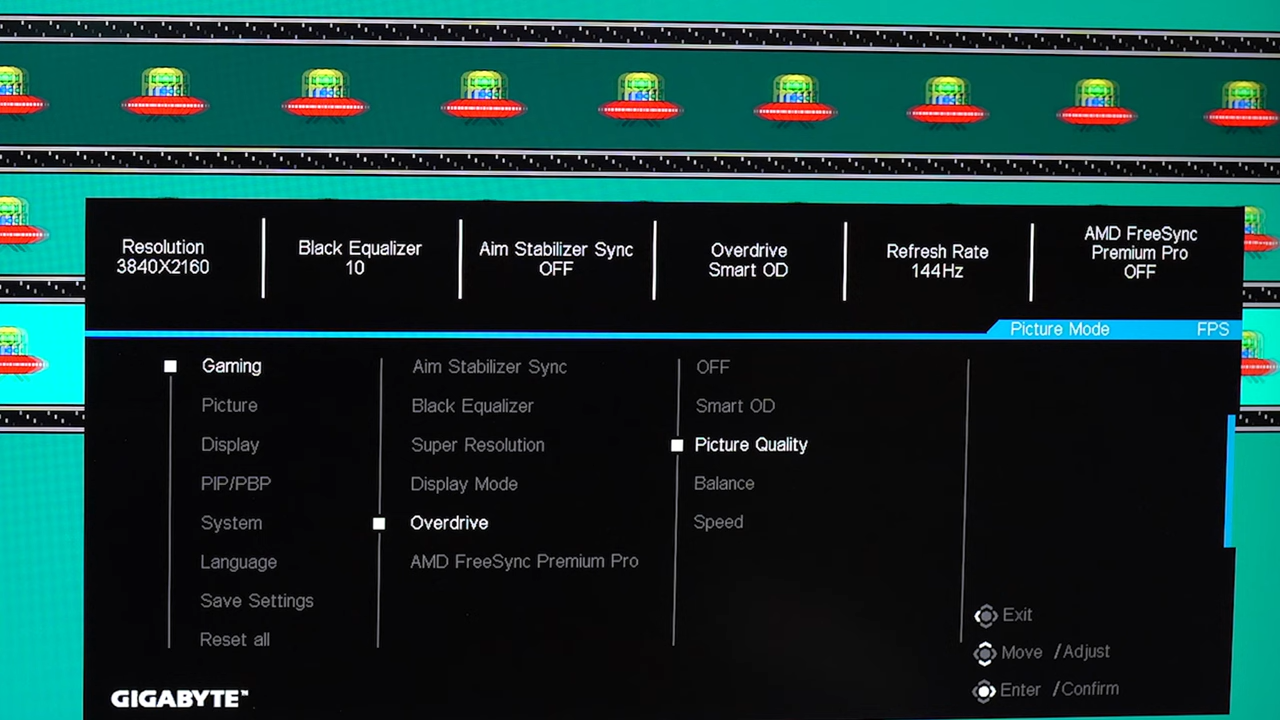 Resolution
3840X2160
Black Equalizer
10
Aim Stabilizer Sync
OFF
Overdrive
Smart OD
Refresh Rate
144Hz
AMD FreeSync
Premium Pro
OFF
Picture Mode FPS
Gaming
Picture
Display
PIP/PBP
System
Language
Save Settings
Reset all
Aim Stabilizer Sync
Black Equalizer
Super Resolution
Display Mode
Overdrive
AMD FreeSync Premium Pro
OFF
Smart OD
Picture Quality
Balance
Speed
Exit
Move /Adjust
Enter /Confirm
GIGABYTE™